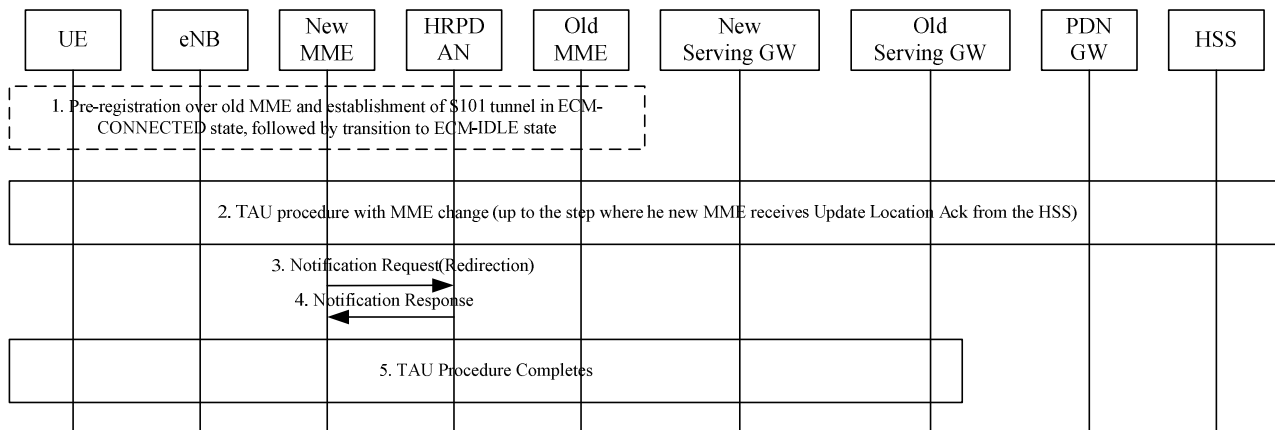 UE
eNB
New
MME
HRPD
AN
Old
MME
New
Serving GW
Old
Serving GW
PDN
GW
HSS
1. Pre-registration over old MME and establishment of S101 tunnel in ECM-
CONNECTED state, followed by transition to ECM-IDLE state
2. TAU procedure with MME change (up to the step where he new MME receives Update Location Ack from the HSS)
3. Notification Request(Redirection)
4. Notification Response
5. TAU Procedure Completes